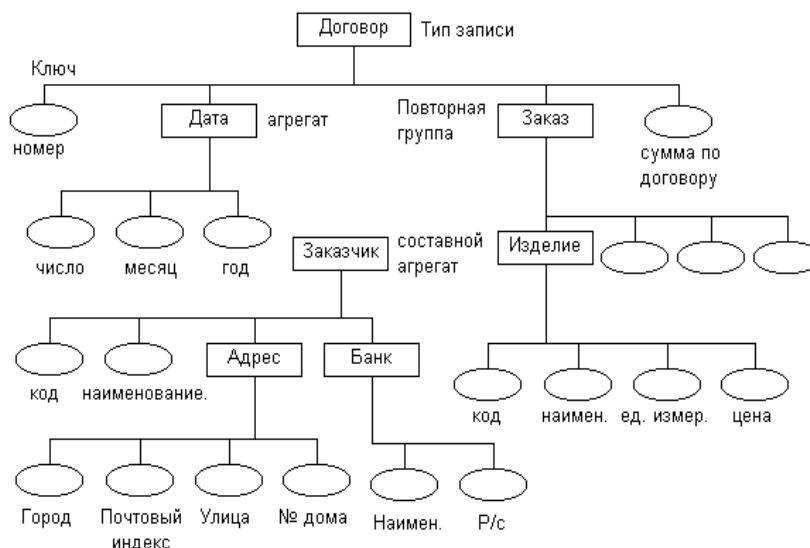 Договор
Тип записи
Ключ
Дата
агрегат
Повторная
группа
Заказ
номер
сумма по
договору
число
месяц
год
Заказчик
составной
агрегат
Изделие
код
наименование.
Адрес
Банк
код
наимен.
ед. измер.
цена
Город
Почтовый
индекс
Улица
№ дома
Наимен.
Р/с